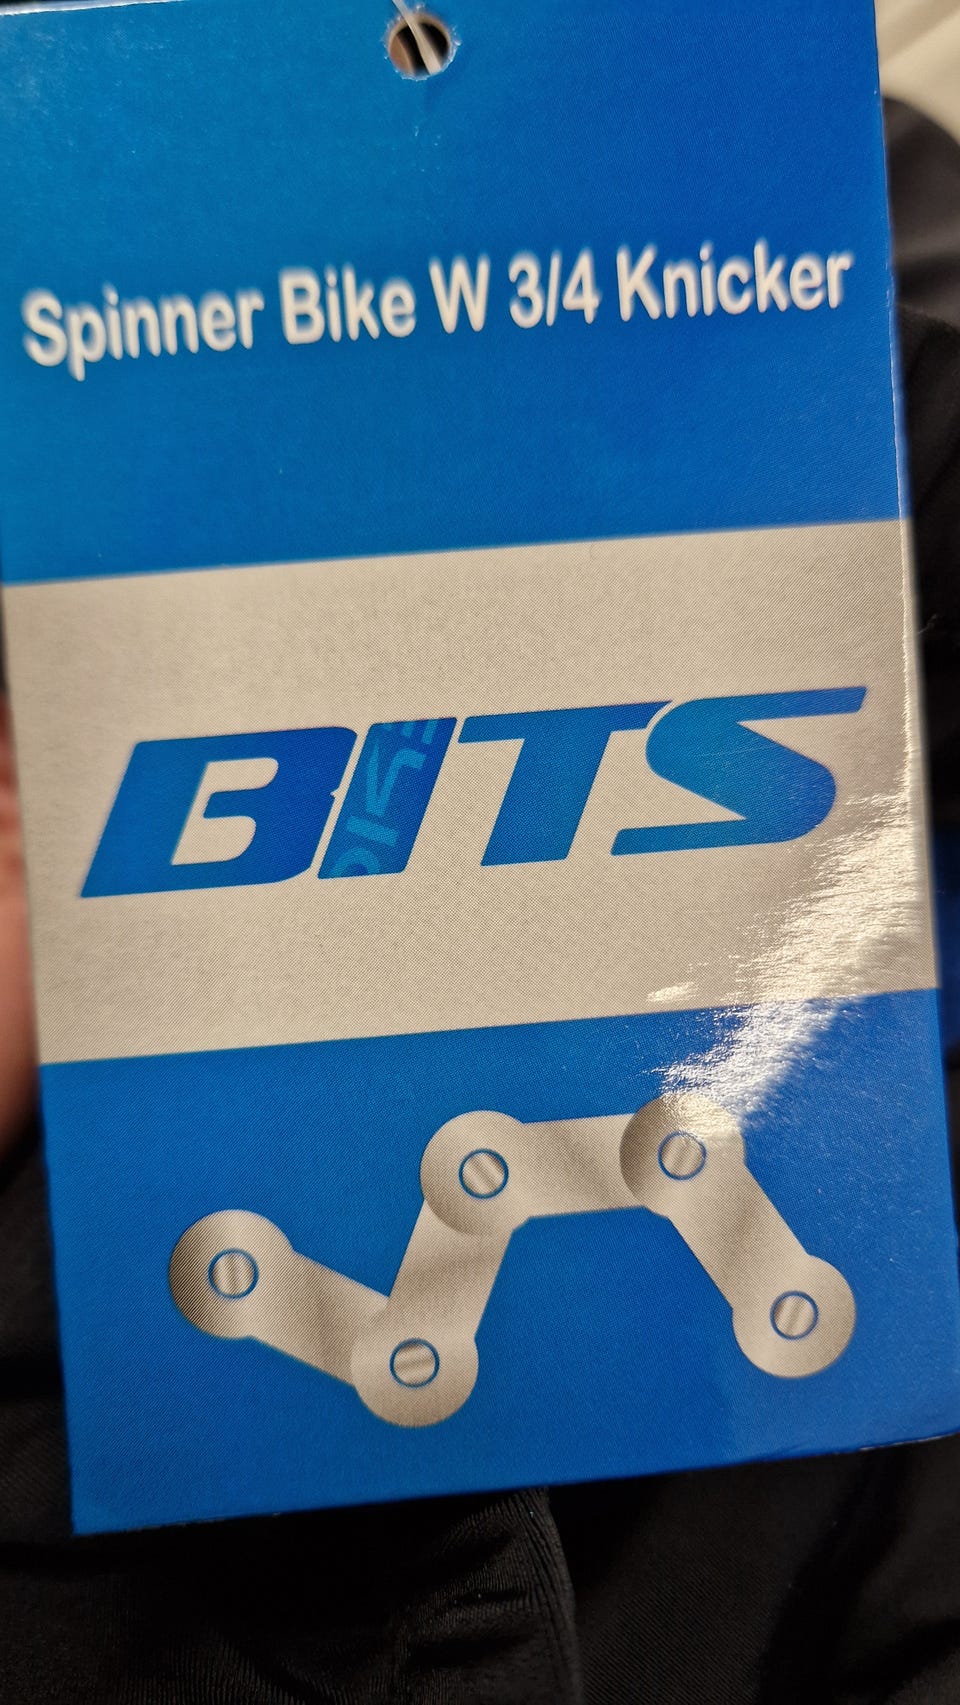 Spinner Bike W 3/4 Knicker
BITS